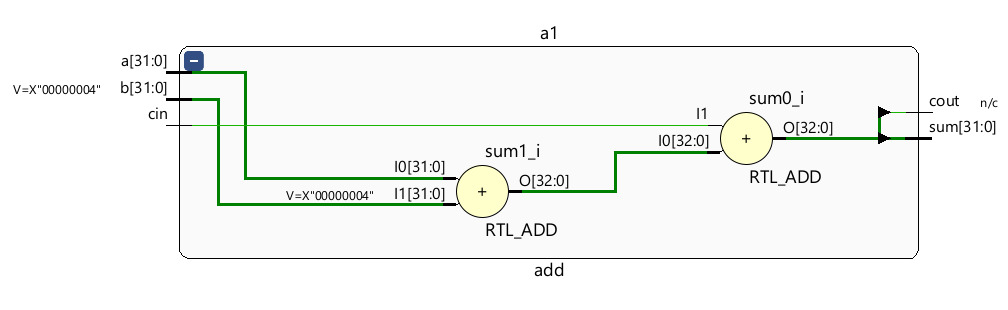 a1
a[31:0]
V=X"00000004" b[31:0]
cin
sum0_i
cout n/c
I1
sum[31:0]
+
O[32:0]
I0[32:0]
sum1_i
RTL_ADD
I0[31:0]
O[32:0]
V=X"00000004" I1[31:0]
+
RTL_ADD
add